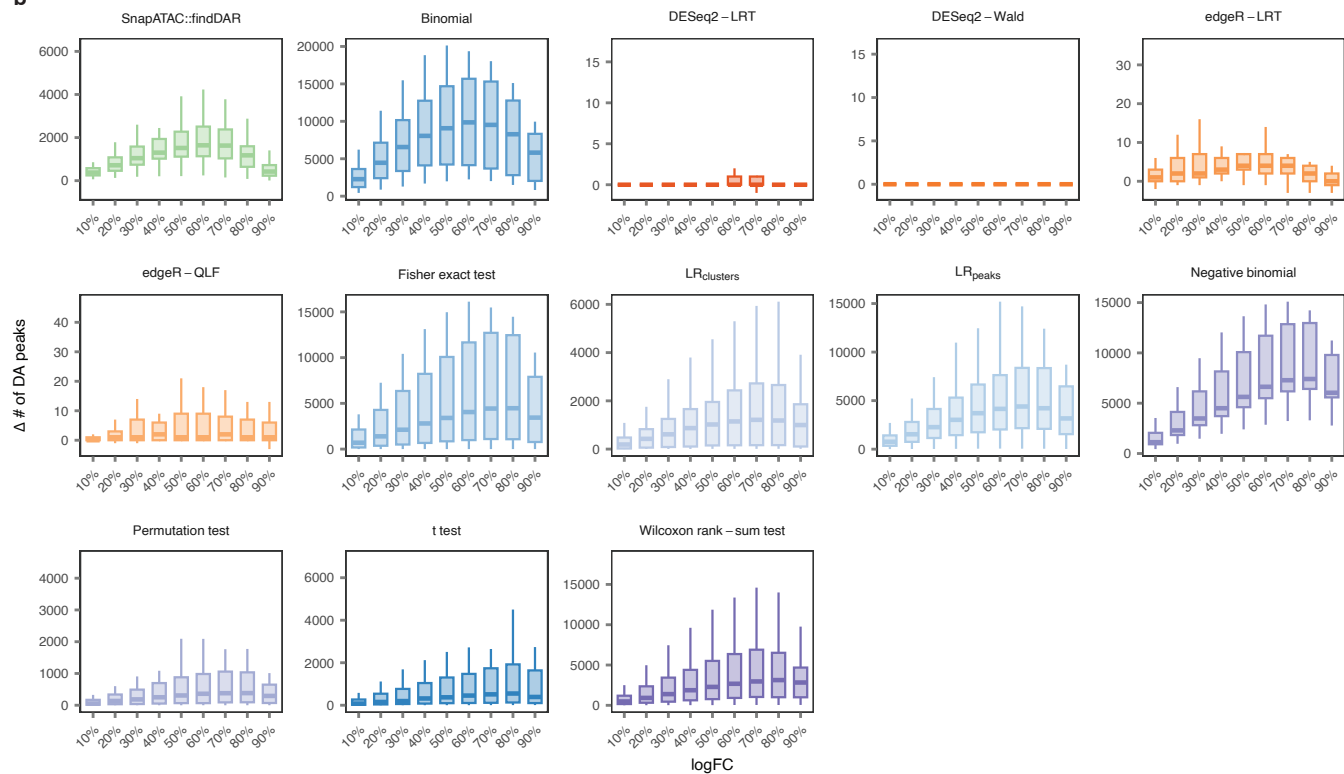 b
SnapATAC::findDAR
Binomial
DESeq2 – LRT
DESeq2 – Wald
edgeR – LRT
6000
4000
2000
0
20000
15000
10000
5000
0
15
10
5
0
15
10
5
0
30
20
10
0
10% 20% 30% 40% 50% 60% 70% 80% 90%
10% 20% 30% 40% 50% 60% 70% 80% 90%
10% 20% 30% 40% 50% 60% 70% 80% 90%
10% 20% 30% 40% 50% 60% 70% 80% 90%
10% 20% 30% 40% 50% 60% 70% 80% 90%
Δ # of DA peaks
edgeR – QLF
Fisher exact test
LRclusters
LRpeaks
Negative binomial
40
30
20
10
0
15000
10000
5000
0
6000
4000
2000
0
15000
10000
5000
0
15000
10000
5000
0
10% 20% 30% 40% 50% 60% 70% 80% 90%
10% 20% 30% 40% 50% 60% 70% 80% 90%
10% 20% 30% 40% 50% 60% 70% 80% 90%
10% 20% 30% 40% 50% 60% 70% 80% 90%
10% 20% 30% 40% 50% 60% 70% 80% 90%
Permutation test
t test
Wilcoxon rank – sum test
4000
3000
2000
1000
0
6000
4000
2000
0
15000
10000
5000
0
10% 20% 30% 40% 50% 60% 70% 80% 90%
10% 20% 30% 40% 50% 60% 70% 80% 90%
10% 20% 30% 40% 50% 60% 70% 80% 90%
logFC